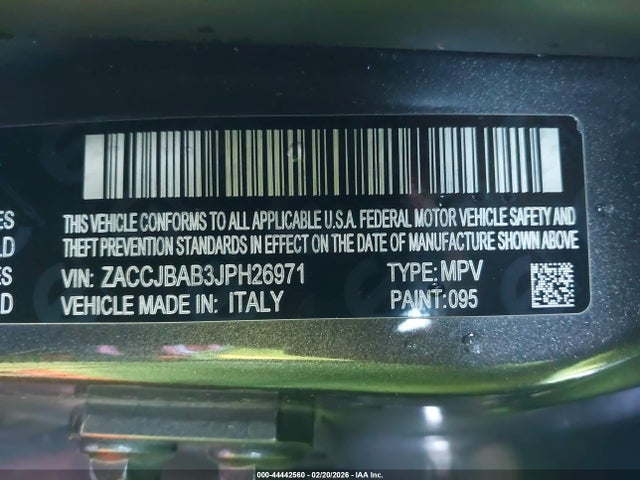 ES
THIS VEHICLE CONFORMS TO ALL APPLICABLE U.S.A. FEDERAL MOTOR VEHICLE SAFETY AND
LD
THEFT PREVENTION STANDARDS IN EFFECT ON THE DATE OF MANUFACTURE SHOWN ABOVE
S
VIN: ZACCJBAB3JPH26971 TYPE: MPV
D
VEHICLE MADE IN: ITALY PAINT:095
000-44442560 - 02/20/2026 - IAA Inc.